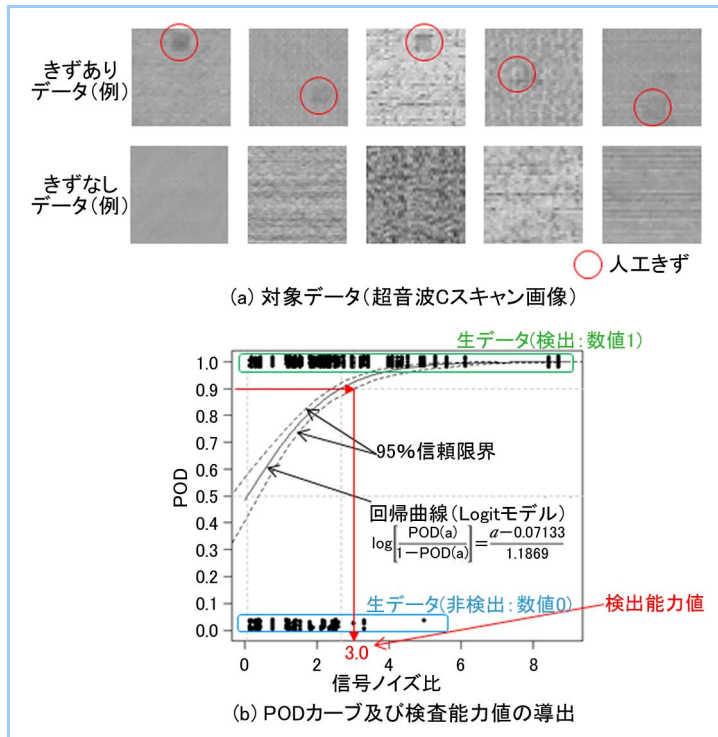 きずあり
データ(例)
きずなし
データ(例)
人工きず
(a) 対象データ(超音波Cスキャン画像)
生データ(検出:数値1)
1.0
0.9
0.8
0.7
0.6
0.5
0.4
0.3
0.2
0.1
0.0
POD
95%信頼限界
回帰曲線(Logitモデル)
log[POD(a)/1−POD(a)]=a−0.07133/1.1869
生データ(非検出:数値0)
検出能力値
3.0
0 2 4 6 8
信号ノイズ比
(b) PODカーブ及び検査能力値の導出